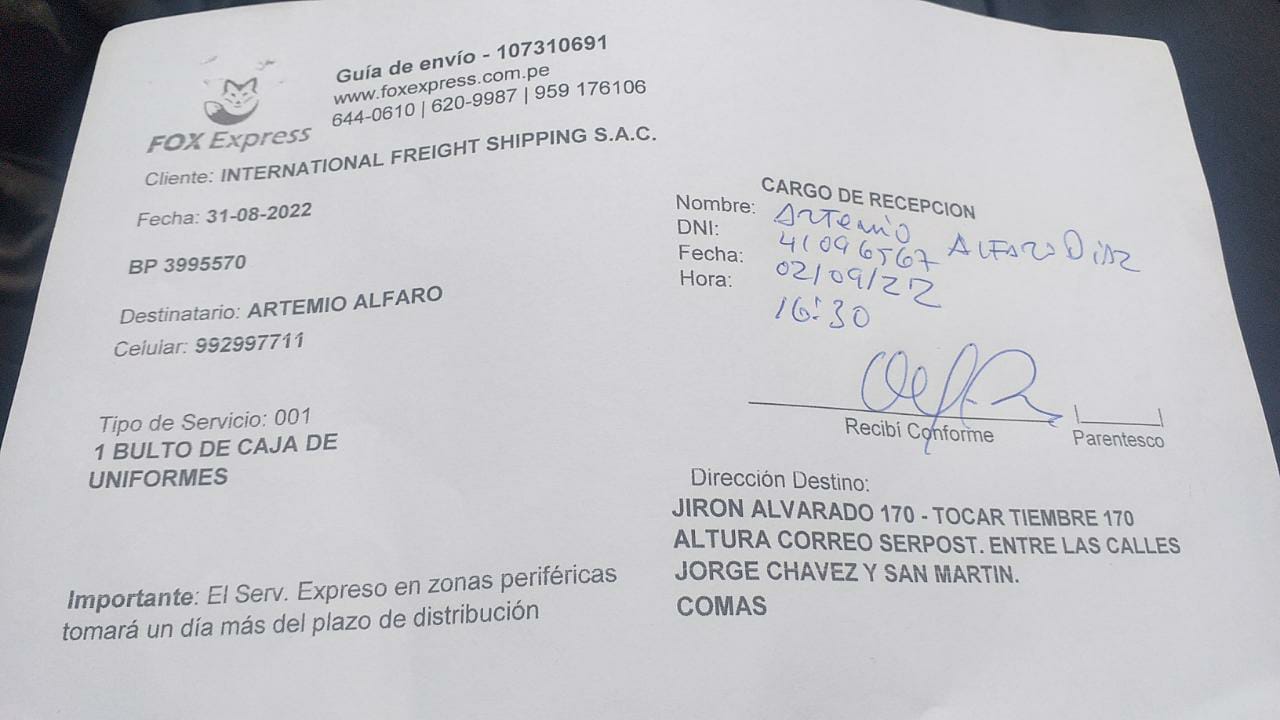 Guía de envío - 107310691
www.foxexpress.com.pe
644-0610 | 620-9987 | 959 176106
FOX Express
Cliente: INTERNATIONAL FREIGHT SHIPPING S.A.C.
Fecha: 31-08-2022
BP 3995570
Destinatario: ARTEMIO ALFARO
Celular: 992997711
Tipo de Servicio: 001
1 BULTO DE CAJA DE
UNIFORMES
Importante: El Serv. Expreso en zonas periféricas
tomará un día más del plazo de distribución
CARGO DE RECEPCION
Nombre: ARTEMIO ALFARO DIAZ
DNI: 41096567
Fecha: 02/09/22
Hora: 16:30
Recibí Conforme
Parentesco
Dirección Destino:
JIRON ALVARADO 170 - TOCAR TIEMBRE 170
ALTURA CORREO SERPOST. ENTRE LAS CALLES
JORGE CHAVEZ Y SAN MARTIN.
COMAS